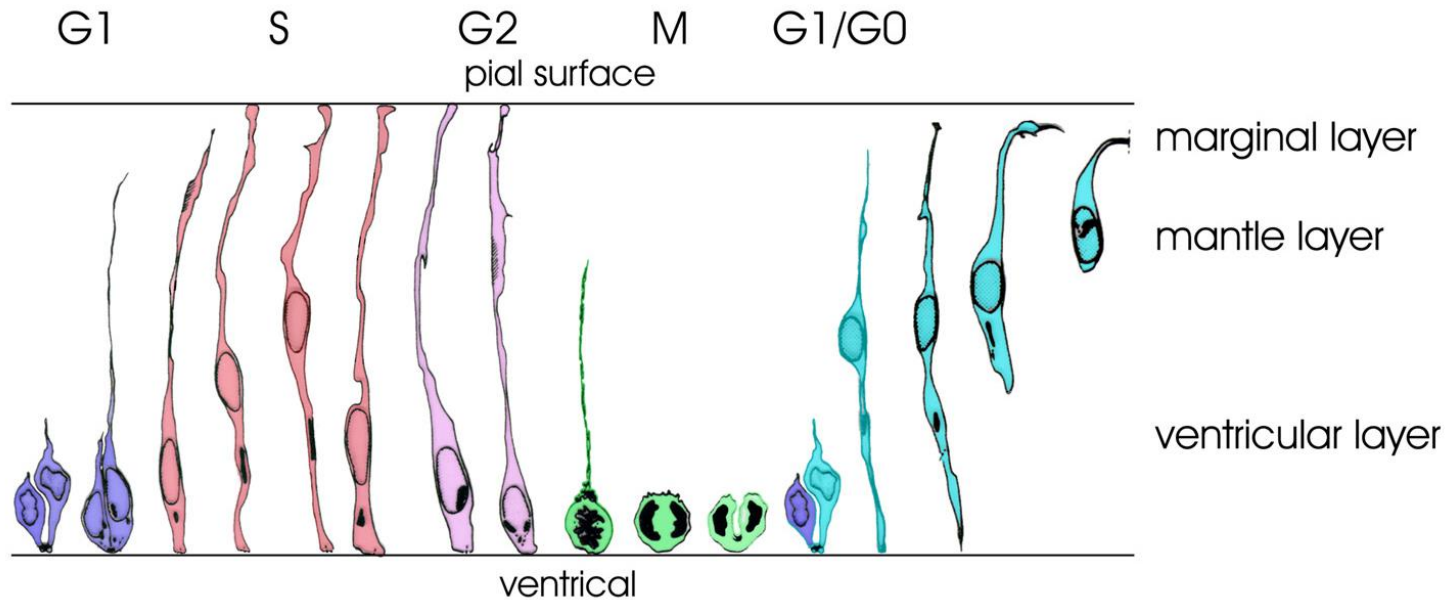 G1 S G2 M G1/G0
pial surface
marginal layer
mantle layer
ventricular layer
ventrical